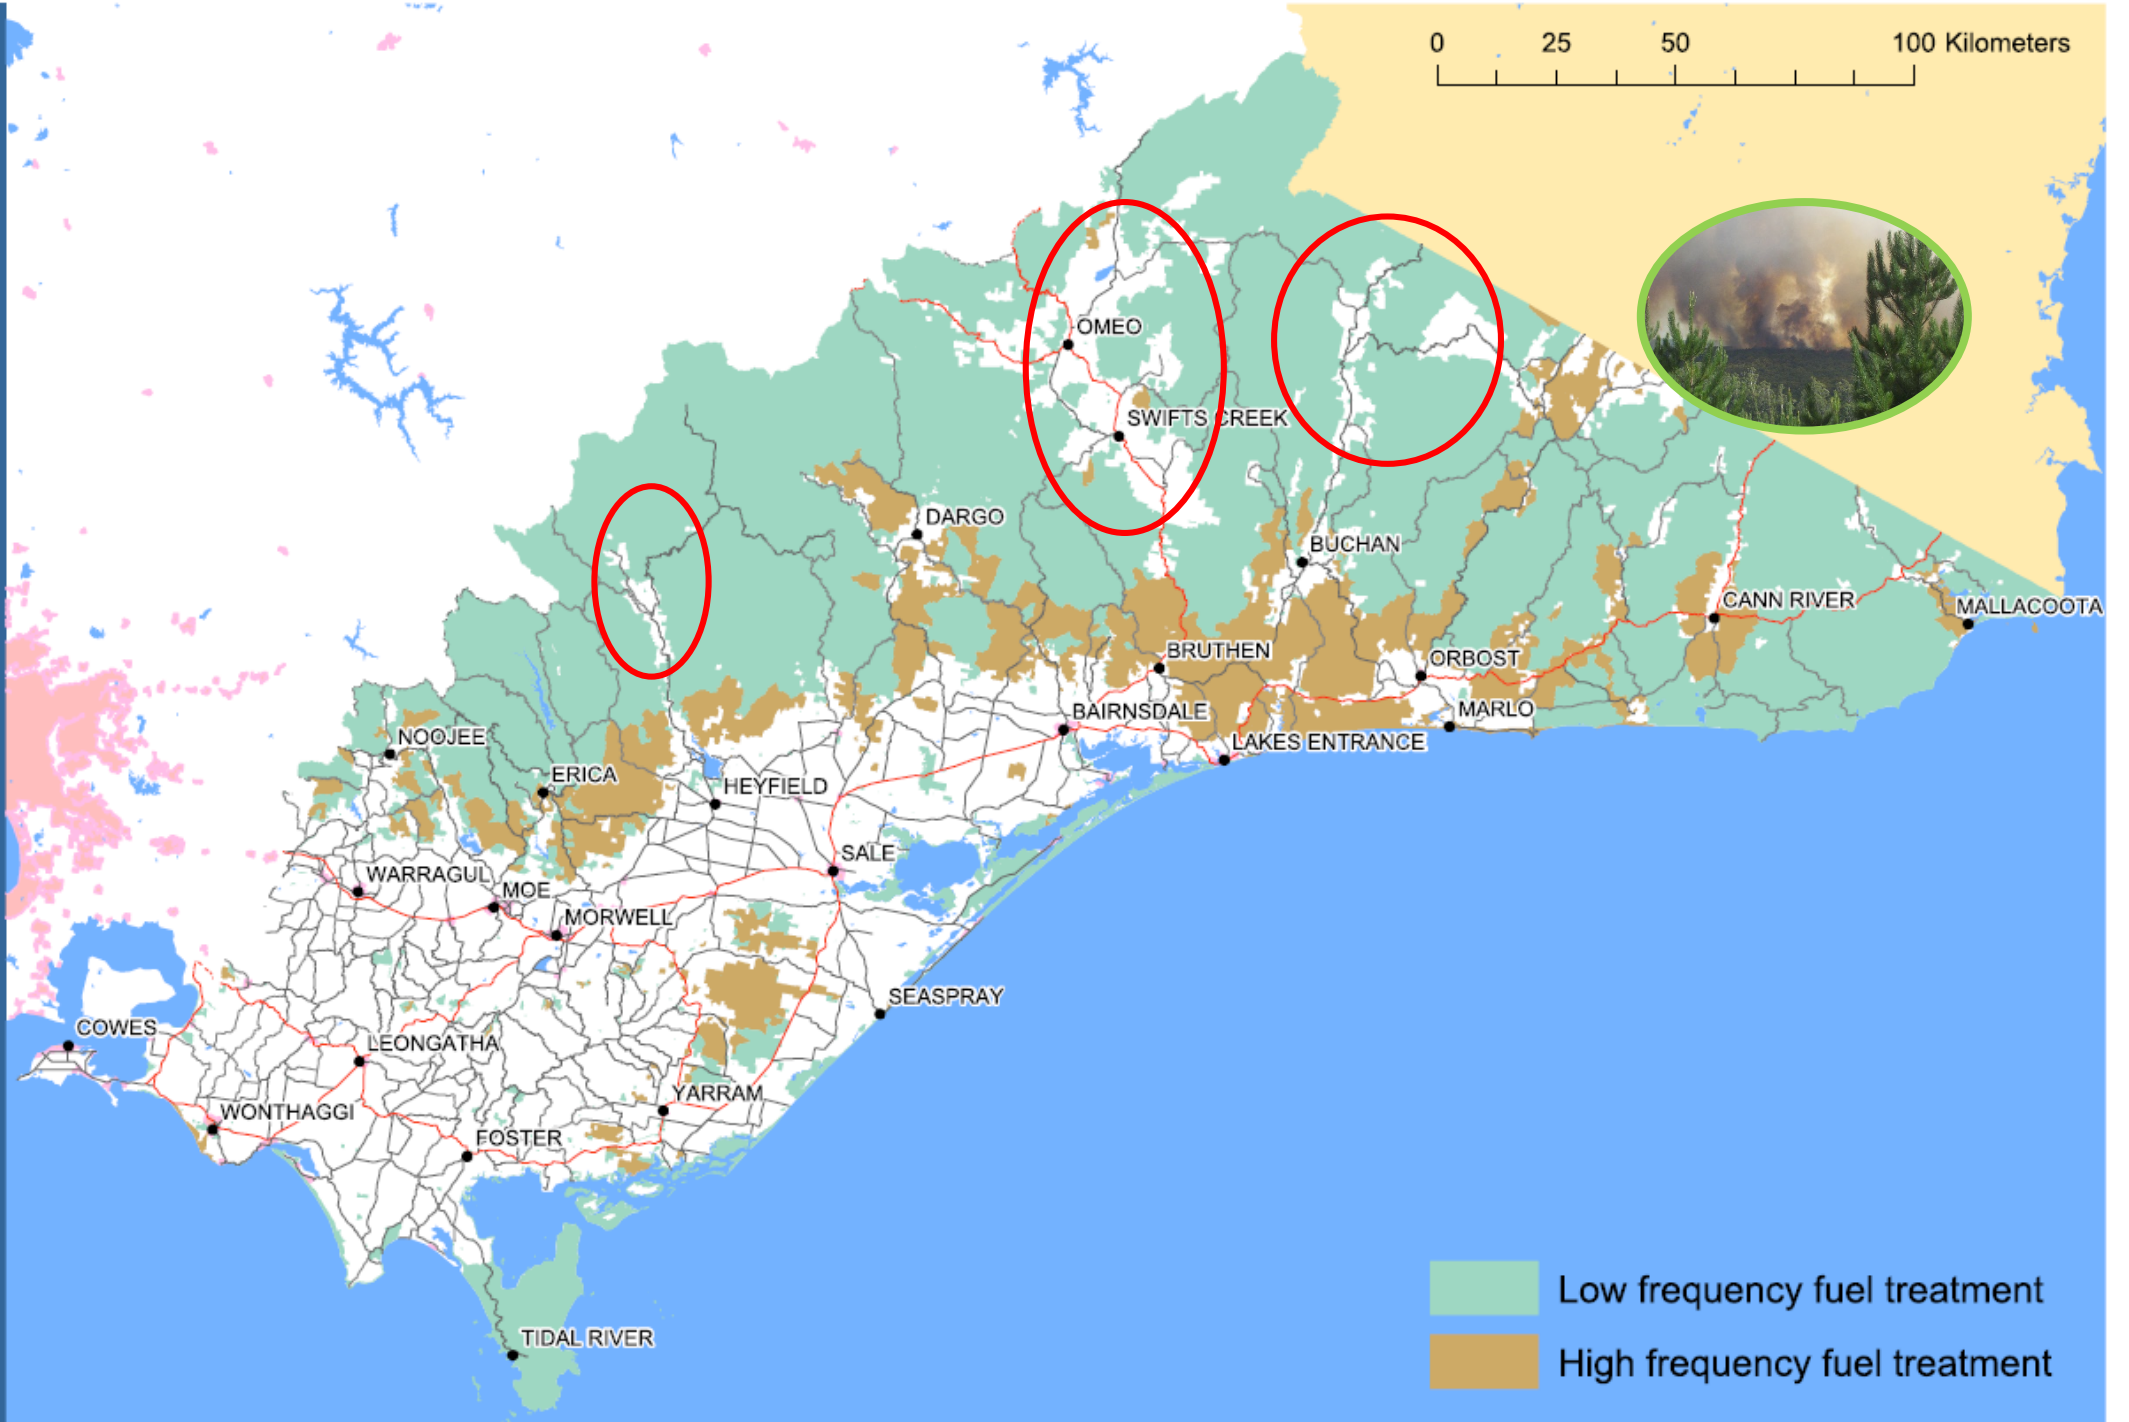 0 25 50 100 Kilometers
OMEO
SWIFTS CREEK
DARGO
BUCHAN
CANN RIVER
MALLACOOTA
BRUTHEN
ORBOST
BAIRNSDALE
MARLO
NOOJEE
LAKES ENTRANCE
ERICA
HEYFIELD
SALE
WARRAGUL
MOE
MORWELL
SEASPRAY
COWES
LEONGATHA
YARRAM
WONTHAGGI
FOSTER
TIDAL RIVER
Low frequency fuel treatment
High frequency fuel treatment